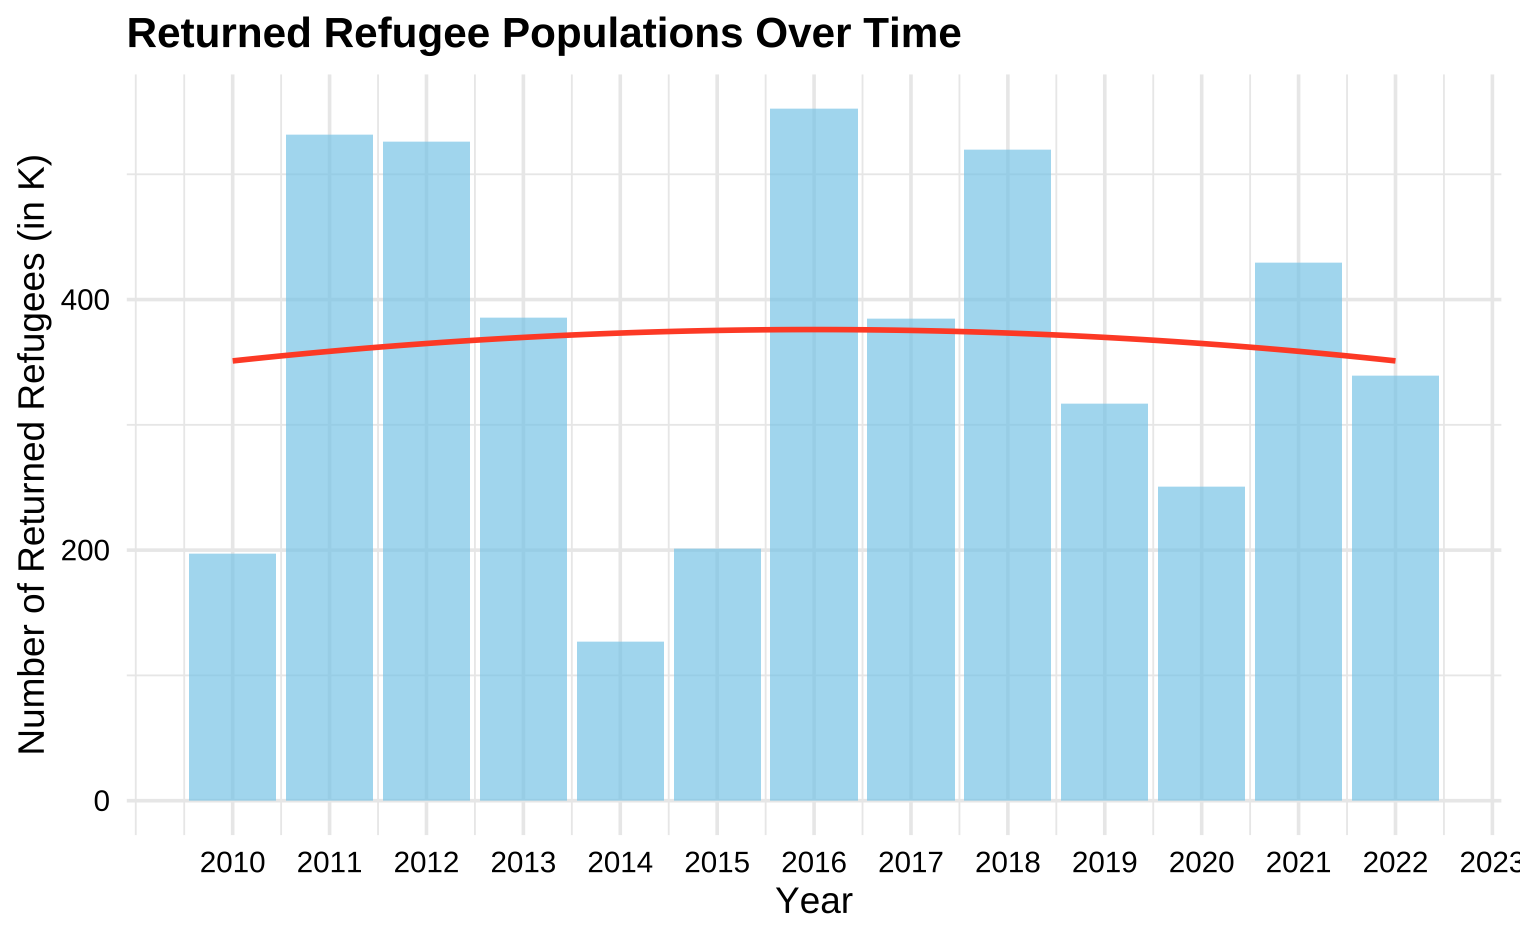 Returned Refugee Populations Over Time
Number of Returned Refugees (in K)
400
200
0
2010 2011 2012 2013 2014 2015 2016 2017 2018 2019 2020 2021 2022 2023
Year